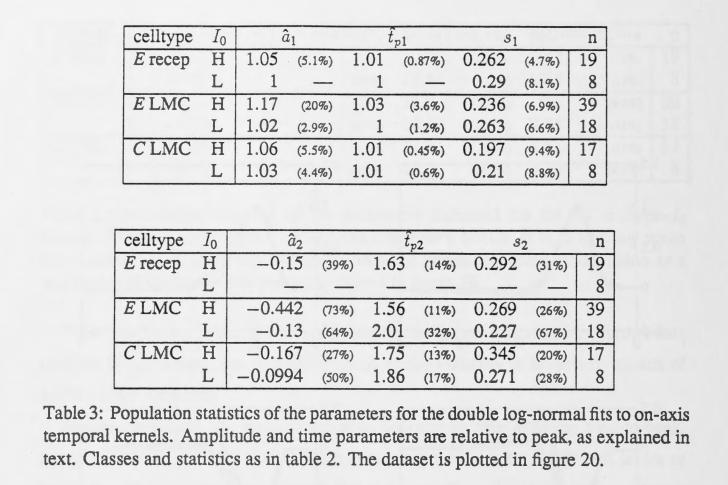 celltype I₀ â₁ t̂ₚ₁ s₁ n
E recep H 1.05 (5.1%) 1.01 (0.87%) 0.262 (4.7%) 19
L 1 — 1 — 0.29 (8.1%) 8
E LMC H 1.17 (20%) 1.03 (3.6%) 0.236 (6.9%) 39
L 1.02 (2.9%) 1 (1.2%) 0.263 (6.6%) 18
C LMC H 1.06 (5.5%) 1.01 (0.45%) 0.197 (9.4%) 17
L 1.03 (4.4%) 1.01 (0.6%) 0.21 (8.8%) 8
celltype I₀ â₂ t̂ₚ₂ s₂ n
E recep H −0.15 (39%) 1.63 (14%) 0.292 (31%) 19
L — — — — — — 8
E LMC H −0.442 (73%) 1.56 (11%) 0.269 (26%) 39
L −0.13 (64%) 2.01 (32%) 0.227 (67%) 18
C LMC H −0.167 (27%) 1.75 (13%) 0.345 (20%) 17
L −0.0994 (50%) 1.86 (17%) 0.271 (28%) 8
Table 3: Population statistics of the parameters for the double log-normal fits to on-axis
temporal kernels. Amplitude and time parameters are relative to peak, as explained in
text. Classes and statistics as in table 2. The dataset is plotted in figure 20.